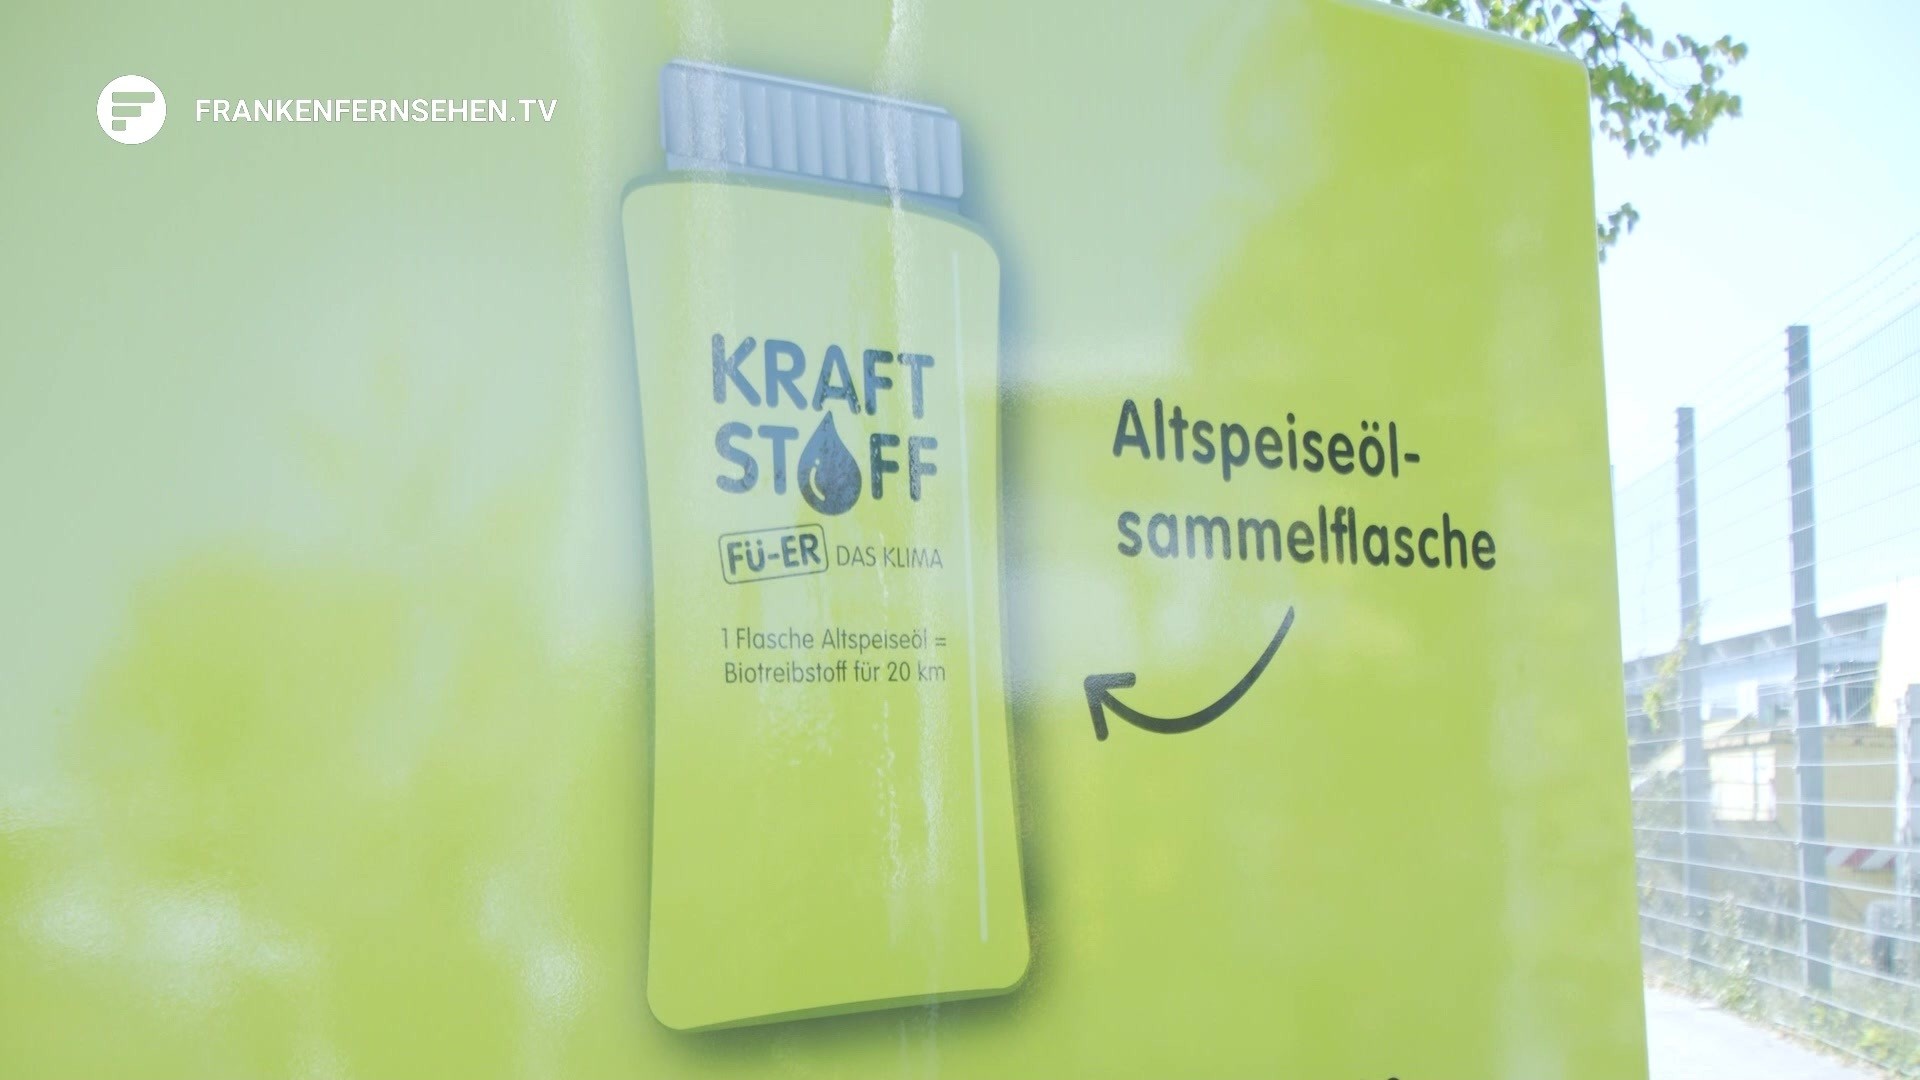 FRANKENFERNSEHEN.TV
KRAFT
STOFF
FÜ-ER DAS KLIMA
1 Flasche Altspeiseöl =
Biotreibstoff für 20 km
Altspeiseöl-
sammelflasche